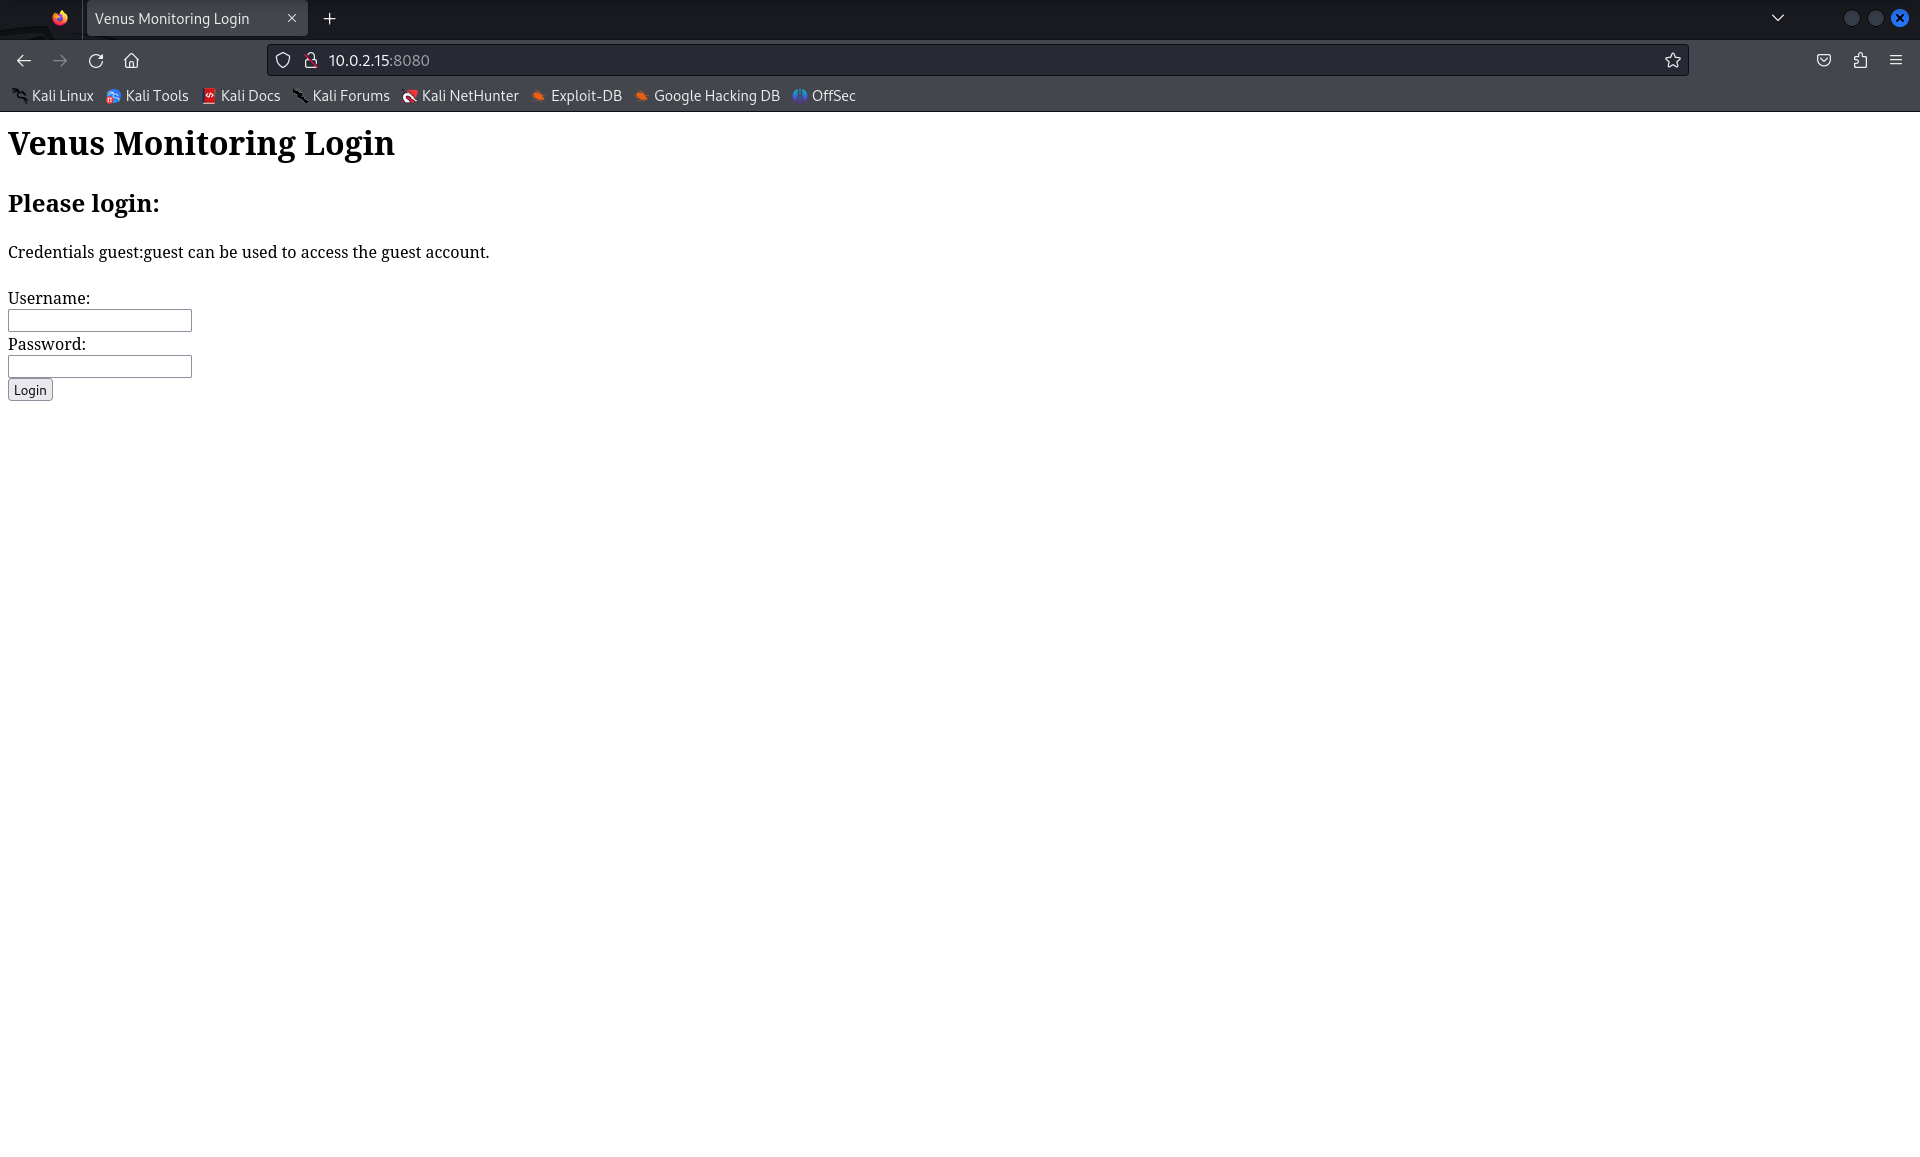 Venus Monitoring Login
10.0.2.15:8080
Kali Linux Kali Tools Kali Docs Kali Forums Kali NetHunter Exploit-DB Google Hacking DB OffSec
Venus Monitoring Login
Please login:
Credentials guest:guest can be used to access the guest account.
Username:
Password:
Login